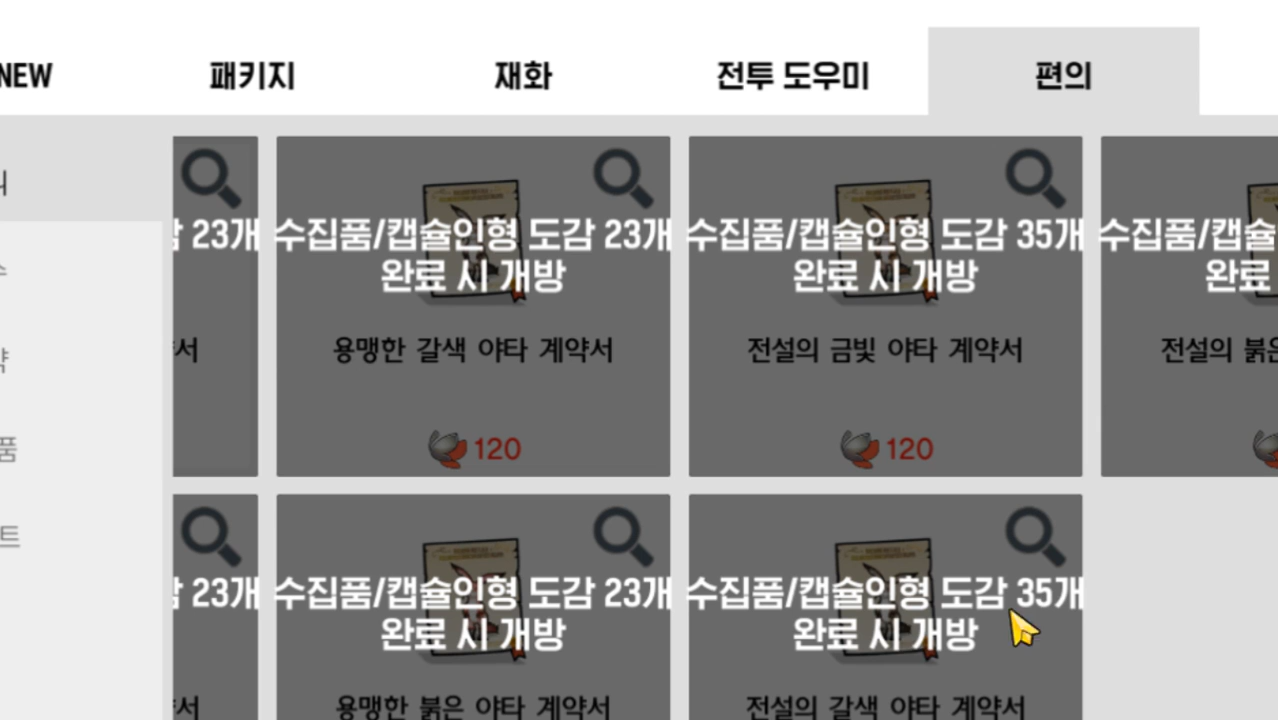 NEW
패키지
재화
전투 도우미
편의
23개
수집품/캡슐인형 도감 23개
완료 시 개방
용맹한 갈색 야타 계약서
120
수집품/캡슐인형 도감 35개
완료 시 개방
전설의 금빛 야타 계약서
120
수집품/캡슐
완료
전설의 붉은
품
트
23개
수집품/캡슐인형 도감 23개
완료 시 개방
용맹한 붉은 야타 계약서
수집품/캡슐인형 도감 35개
완료 시 개방
전설의 갈색 야타 계약서